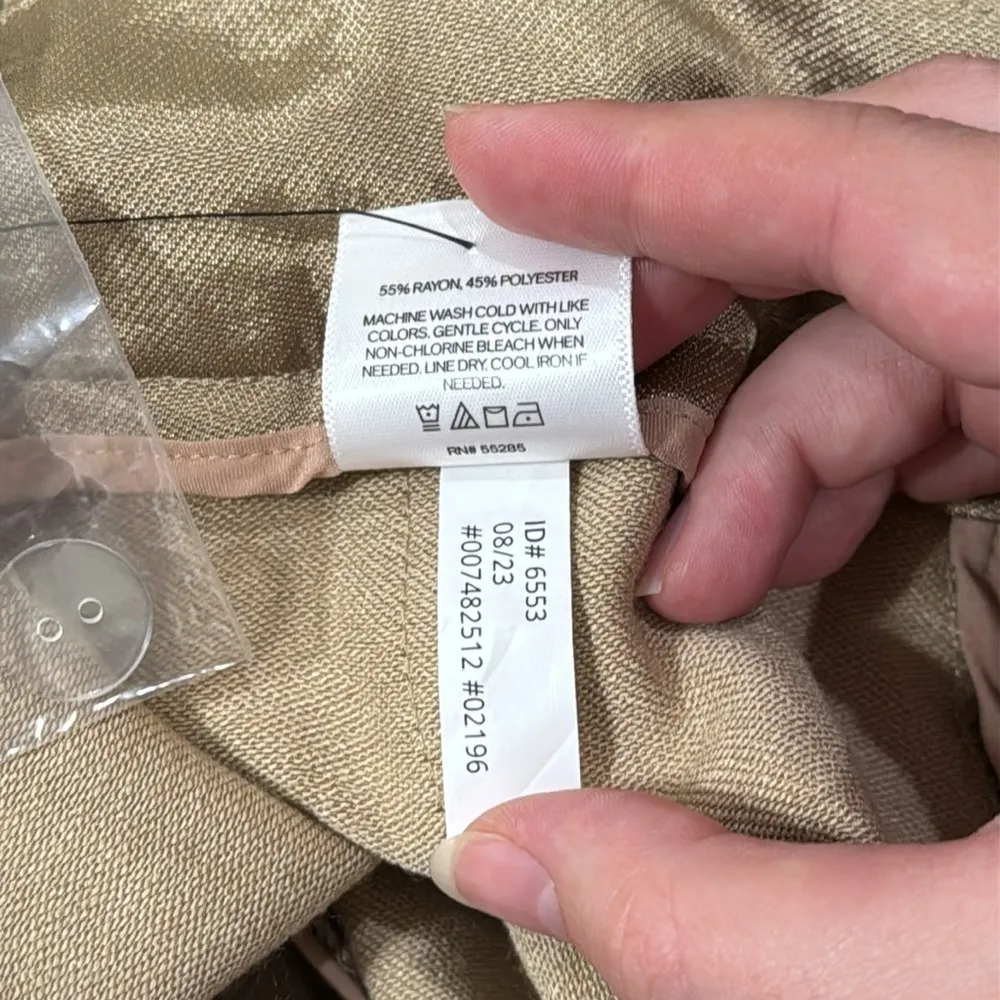 55% RAYON, 45% POLYESTER
MACHINE WASH COLD WITH LIKE
COLORS. GENTLE CYCLE. ONLY
NON-CHLORINE BLEACH WHEN
NEEDED. LINE DRY. COOL IRON IF
NEEDED.
RN# 55285
ID# 6553
08/23
#007482512 #02196